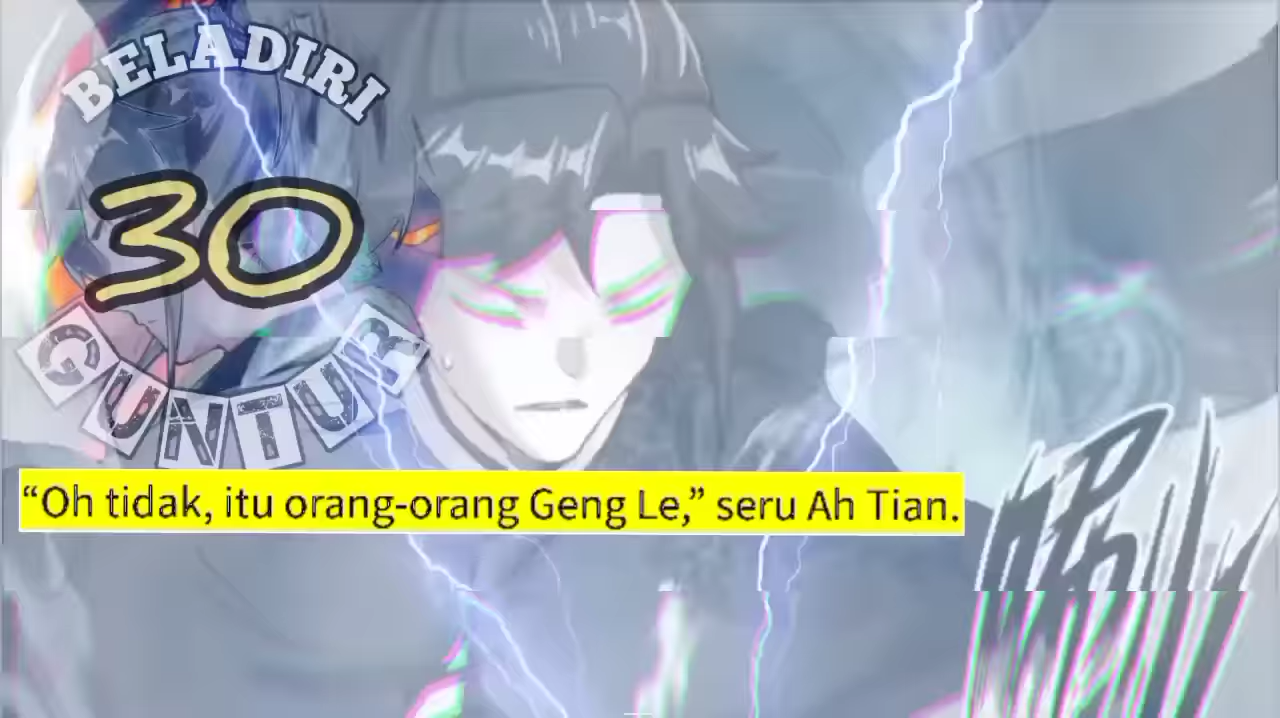 BELADIRI
30
GUNTUR
“Oh tidak, itu orang-orang Geng Le,” seru Ah Tian.